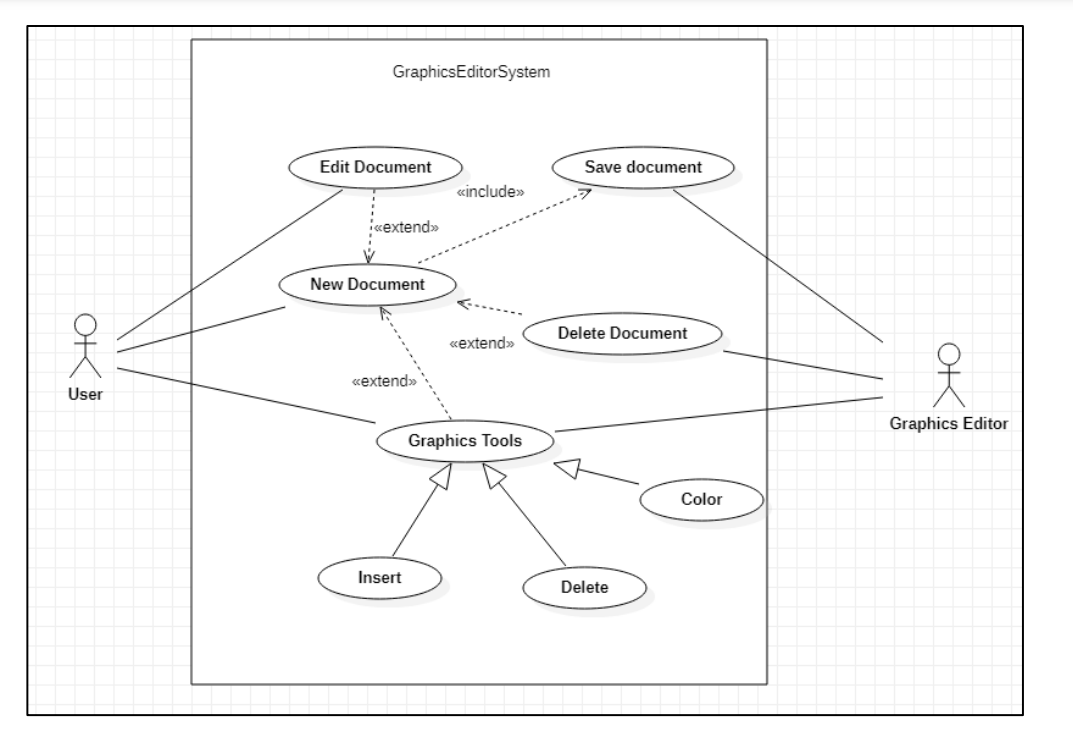 GraphicsEditorSystem
Edit Document
Save document
«include»
«extend»
New Document
Delete Document
«extend»
«extend»
User
Graphics Editor
Graphics Tools
Color
Insert
Delete